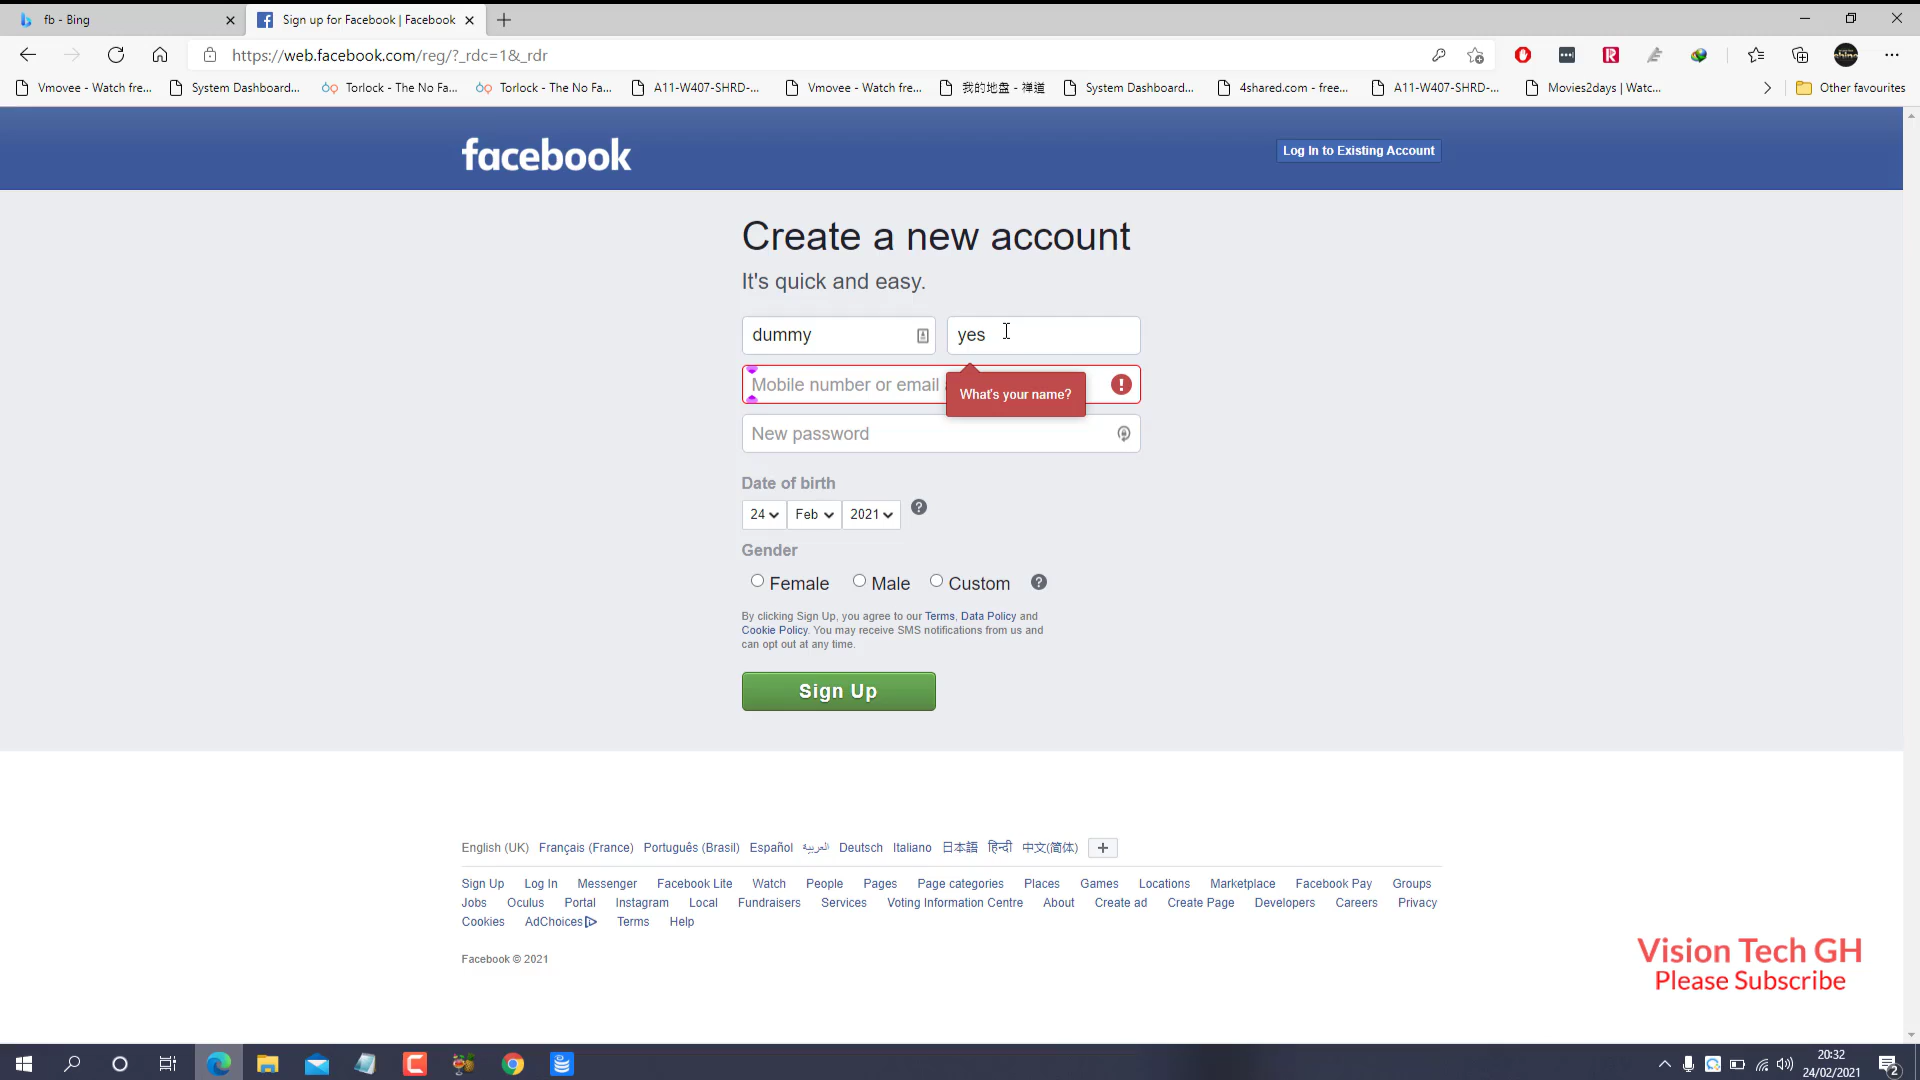 fb - Bing
Sign up for Facebook | Facebook
https://web.facebook.com/reg/?_rdc=1&_rdr
Vmovee - Watch fre... System Dashboard... Torlock - The No Fa... Torlock - The No Fa... A11-W407-SHRD-... Vmovee - Watch fre... 我的地盘 - 禅道 System Dashboard... 4shared.com - free... A11-W407-SHRD-... Movies2days | Watc... Other favourites
facebook
Log In to Existing Account
Create a new account
It's quick and easy.
dummy yes
Mobile number or email
What's your name?
New password
Date of birth
24 Feb 2021
Gender
Female Male Custom
By clicking Sign Up, you agree to our Terms, Data Policy and
Cookie Policy. You may receive SMS notifications from us and
can opt out at any time.
Sign Up
English (UK) Français (France) Português (Brasil) Español العربية Deutsch Italiano 日本語 हिन्दी 中文(简体)
Sign Up Log In Messenger Facebook Lite Watch People Pages Page categories Places Games Locations Marketplace Facebook Pay Groups
Jobs Oculus Portal Instagram Local Fundraisers Services Voting Information Centre About Create ad Create Page Developers Careers Privacy
Cookies AdChoices Terms Help
Facebook © 2021
Vision Tech GH
Please Subscribe
20:32
24/02/2021
2